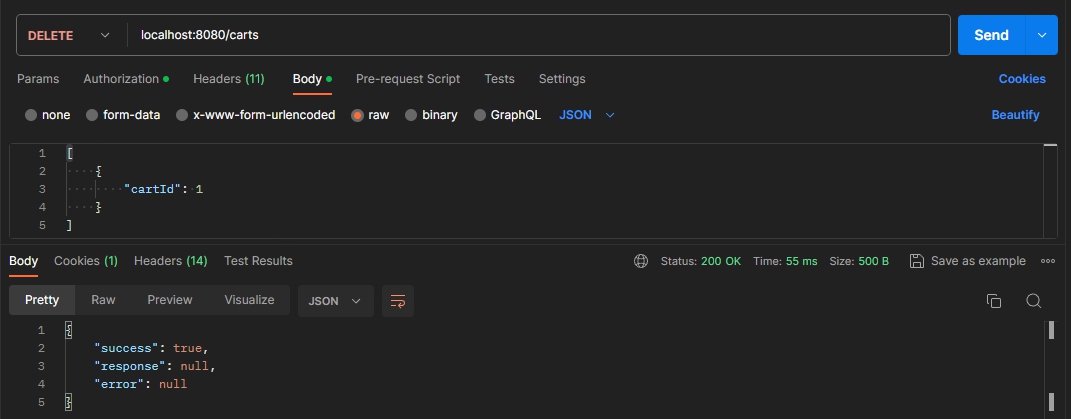 DELETE localhost:8080/carts Send
Params Authorization Headers (11) Body Pre-request Script Tests Settings Cookies
none form-data x-www-form-urlencoded raw binary GraphQL JSON Beautify
1 [
2 {
3 "cartId": 1
4 }
5 ]
Body Cookies (1) Headers (14) Test Results Status: 200 OK Time: 55 ms Size: 500 B Save as example
Pretty Raw Preview Visualize JSON
1 {
2 "success": true,
3 "response": null,
4 "error": null
5 }